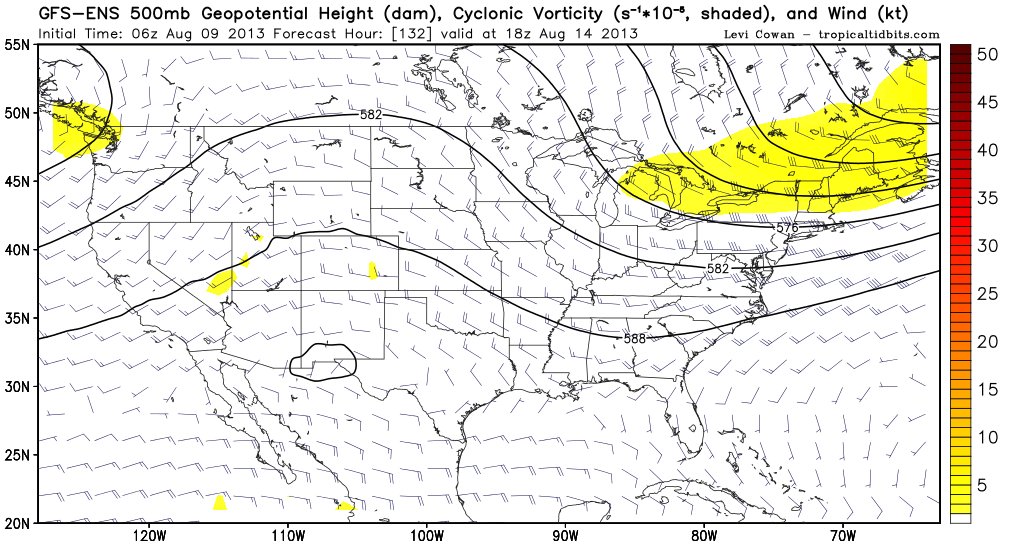 GFS-ENS 500mb Geopotential Height (dam), Cyclonic Vorticity (s⁻¹*10⁻⁵, shaded), and Wind (kt)
Initial Time: 06z Aug 09 2013 Forecast Hour: [132] valid at 18z Aug 14 2013
Levi Cowan – tropicaltidbits.com
55N
50N
45N
40N
35N
30N
25N
20N
120W
110W
100W
90W
80W
70W
582
576
582
588
50
45
40
35
30
25
20
15
10
5